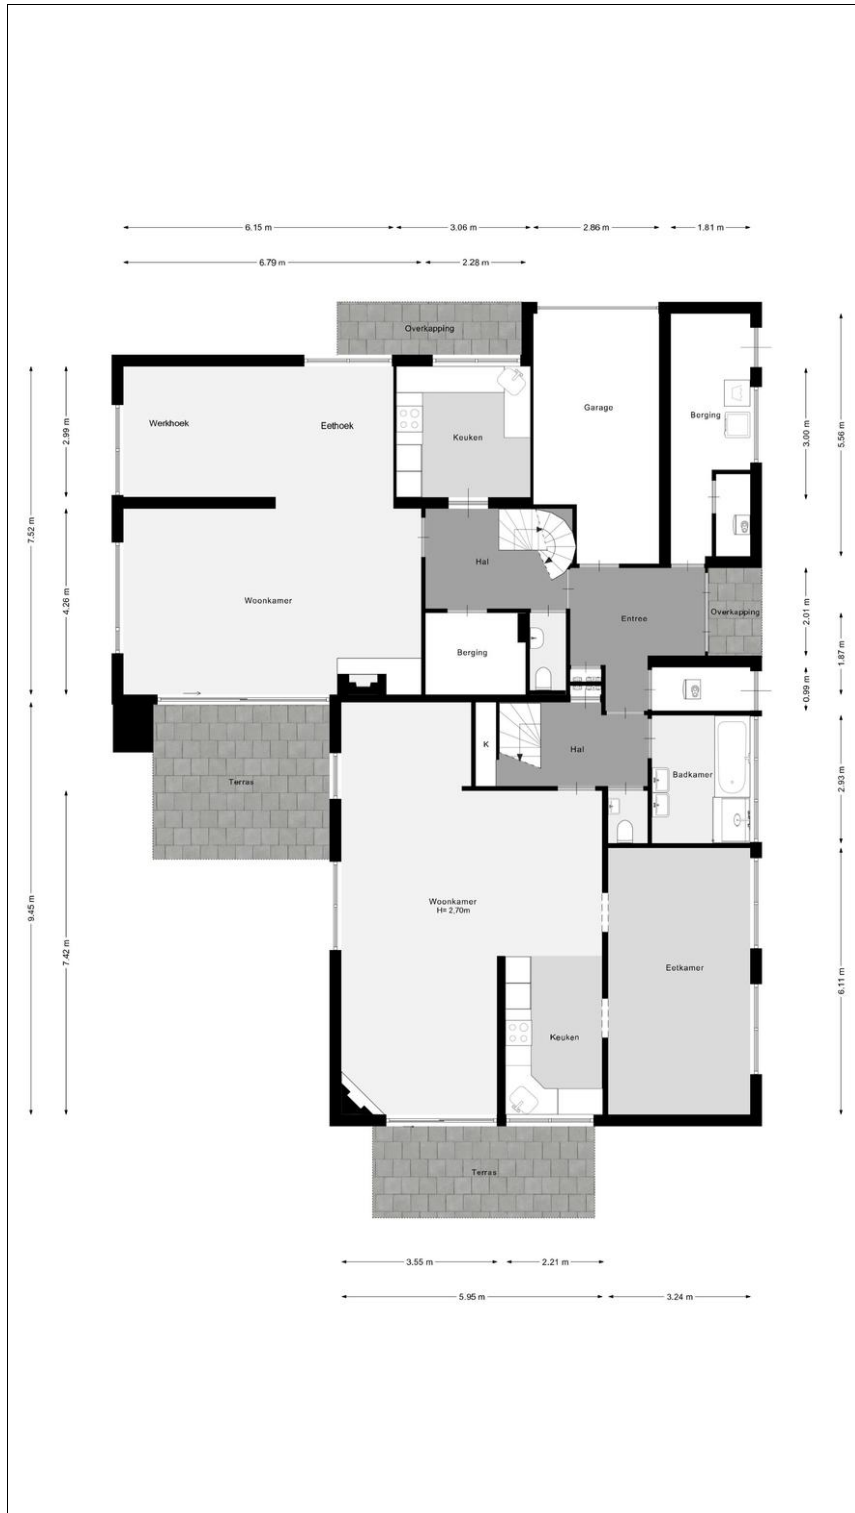 6.15 m
3.06 m
2.86 m
1.81 m
6.79 m
2.28 m
Overkapping
Garage
Berging
Werkhoek
Eethoek
Keuken
2.99 m
3.00 m
5.56 m
7.52 m
4.26 m
Hal
Woonkamer
Entree
Overkapping
2.01 m
Berging
1.87 m
0.99 m
K
Hal
Badkamer
Terras
2.93 m
9.45 m
7.42 m
Woonkamer
H= 2,70m
Eetkamer
6.11 m
Keuken
Terras
3.55 m
2.21 m
5.95 m
3.24 m